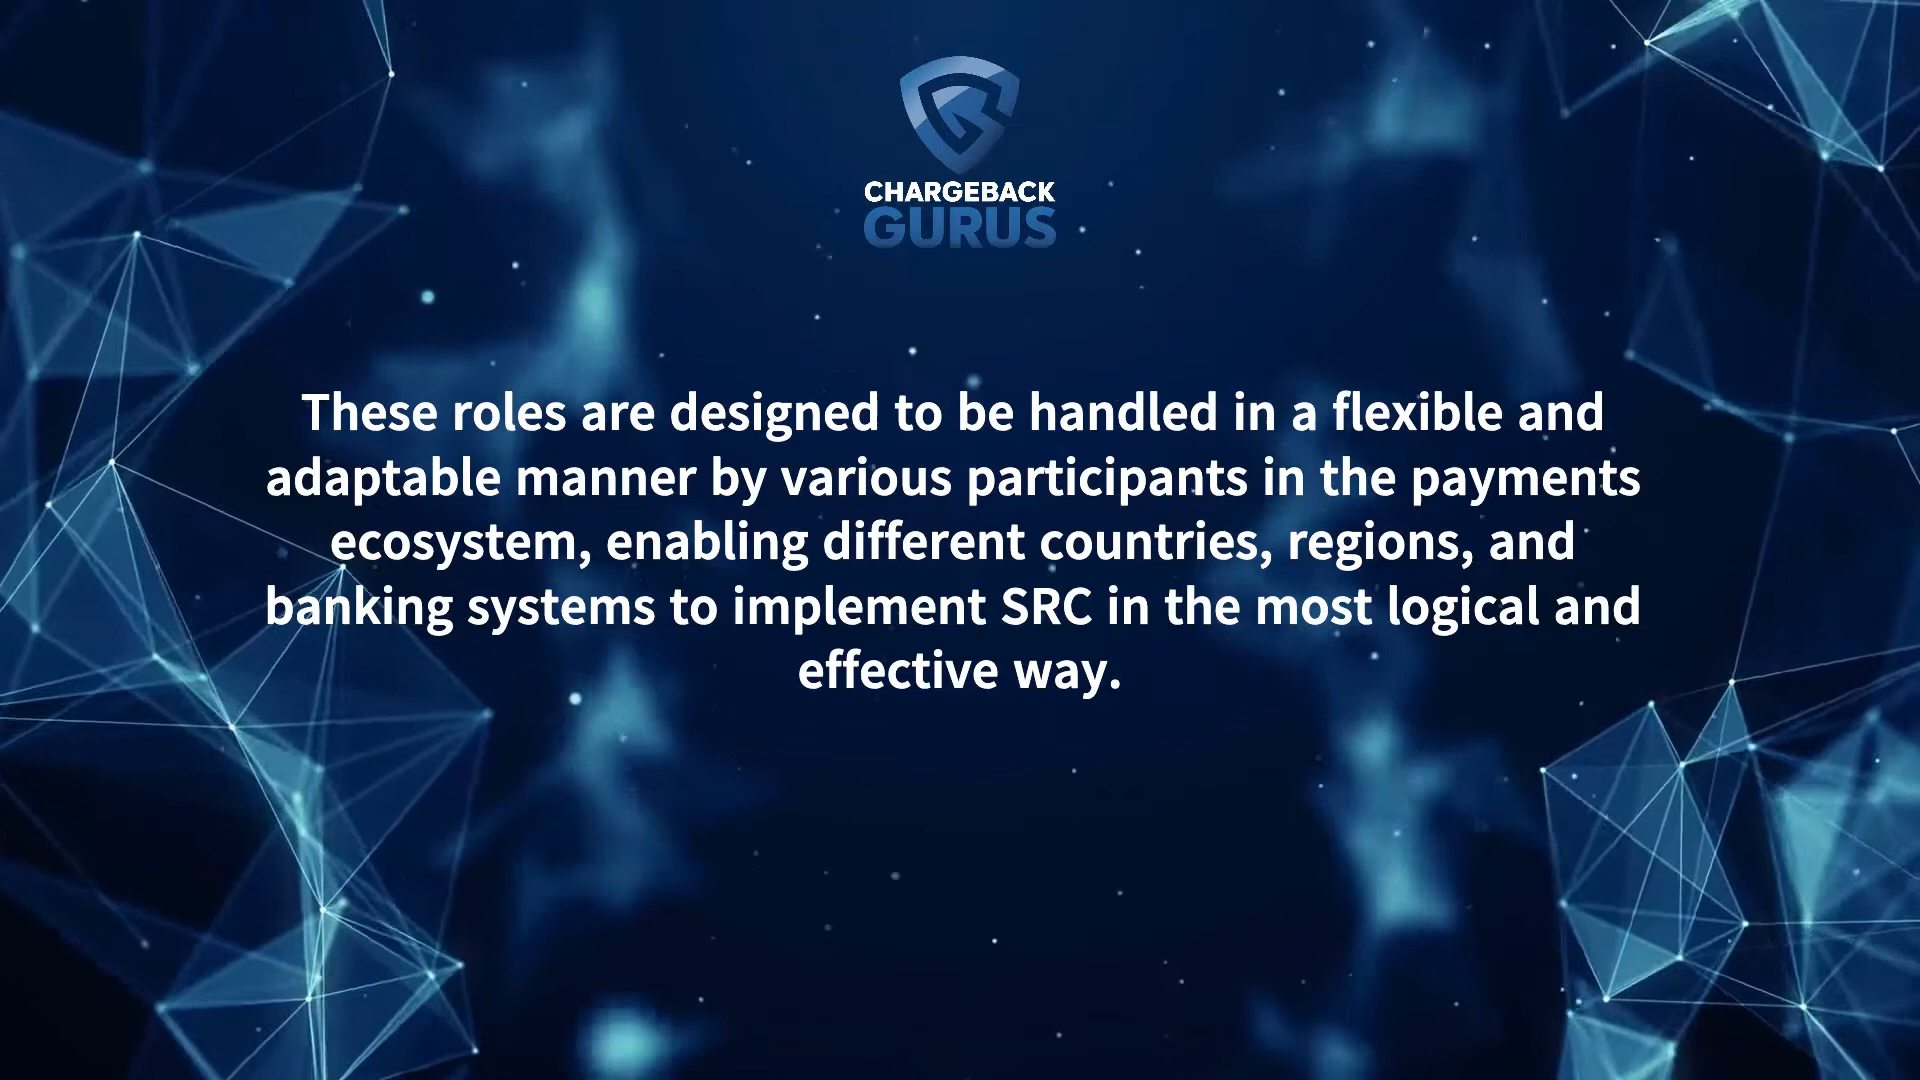 CHARGEBACK
GURUS
These roles are designed to be handled in a flexible and
adaptable manner by various participants in the payments
ecosystem, enabling different countries, regions, and
banking systems to implement SRC in the most logical and
effective way.